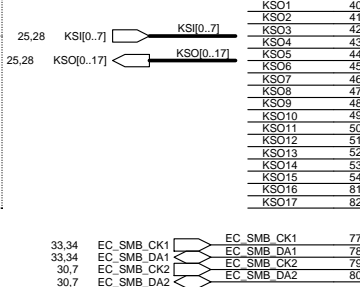 KSO1 40
KSO2 41
KSO3 42
KSO4 43
KSO5 44
KSO6 45
KSO7 46
KSO8 47
KSO9 48
KSO10 49
KSO11 50
KSO12 51
KSO13 52
KSO14 53
KSO15 54
KSO16 81
KSO17 82
25,28 KSI[0..7] KSI[0..7]
25,28 KSO[0..17] KSO[0..17]
33,34 EC_SMB_CK1 EC_SMB_CK1 77
33,34 EC_SMB_DA1 EC_SMB_DA1 78
30,7 EC_SMB_CK2 EC_SMB_CK2 79
30,7 EC_SMB_DA2 EC_SMB_DA2 80